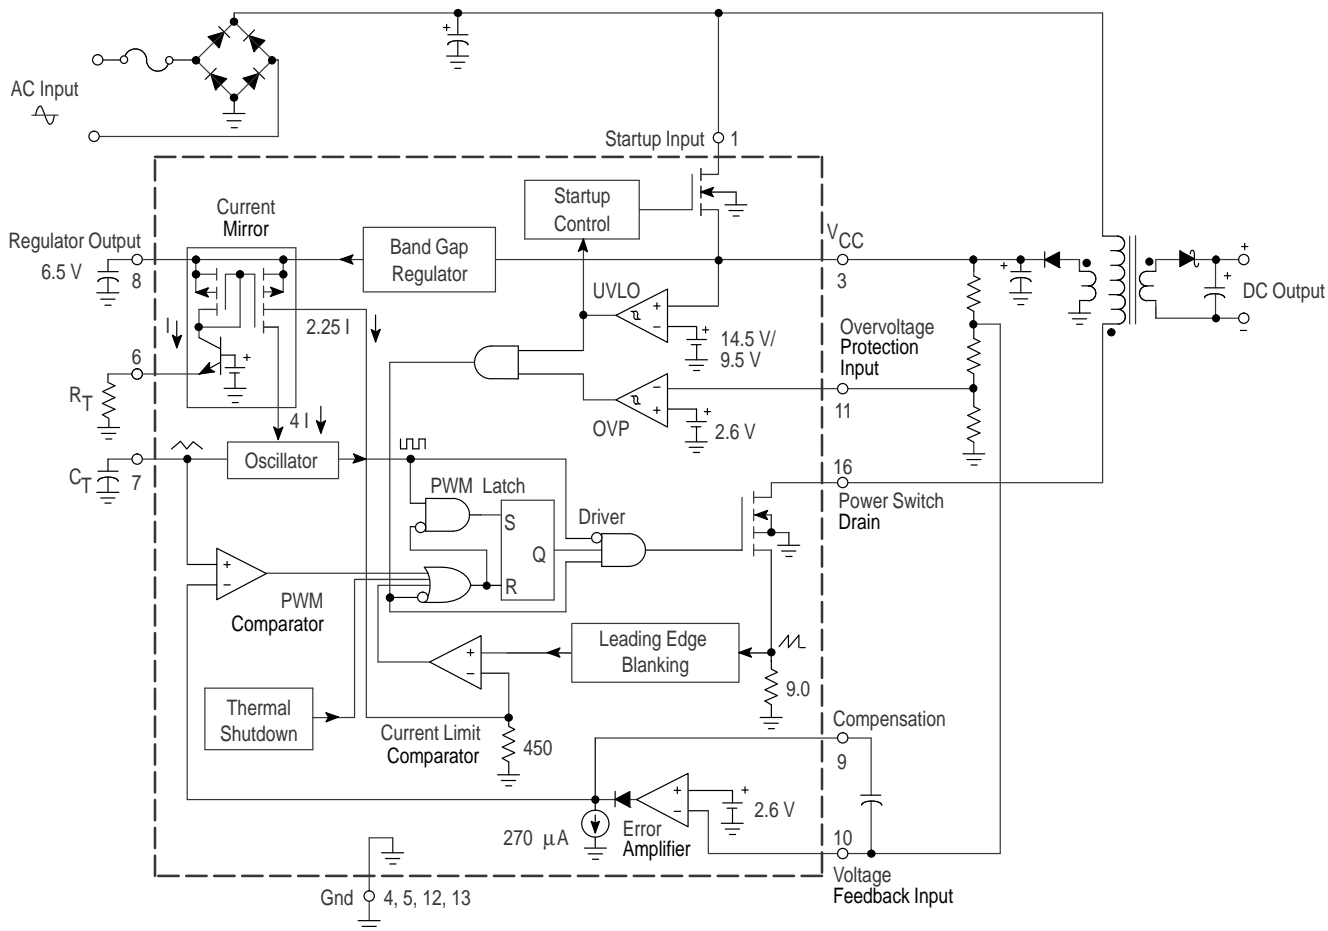 AC Input
Startup Input
1
Current
Mirror
Startup
Control
Regulator Output
6.5 V
8
Band Gap
Regulator
VCC
3
DC Output
+
-
UVLO
+
-
14.5 V/
9.5 V
I
2.25 I
Overvoltage
Protection
Input
11
6
RT
4 I
OVP
-
+
2.6 V
CT
7
Oscillator
16
Power Switch
Drain
PWM Latch
S
Q
R
Driver
+
-
PWM
Comparator
Leading Edge
Blanking
+
-
9.0
Thermal
Shutdown
Current Limit
Comparator
450
Compensation
9
+
-
2.6 V
270 µA
Error
Amplifier
10
Voltage
Feedback Input
Gnd
4, 5, 12, 13